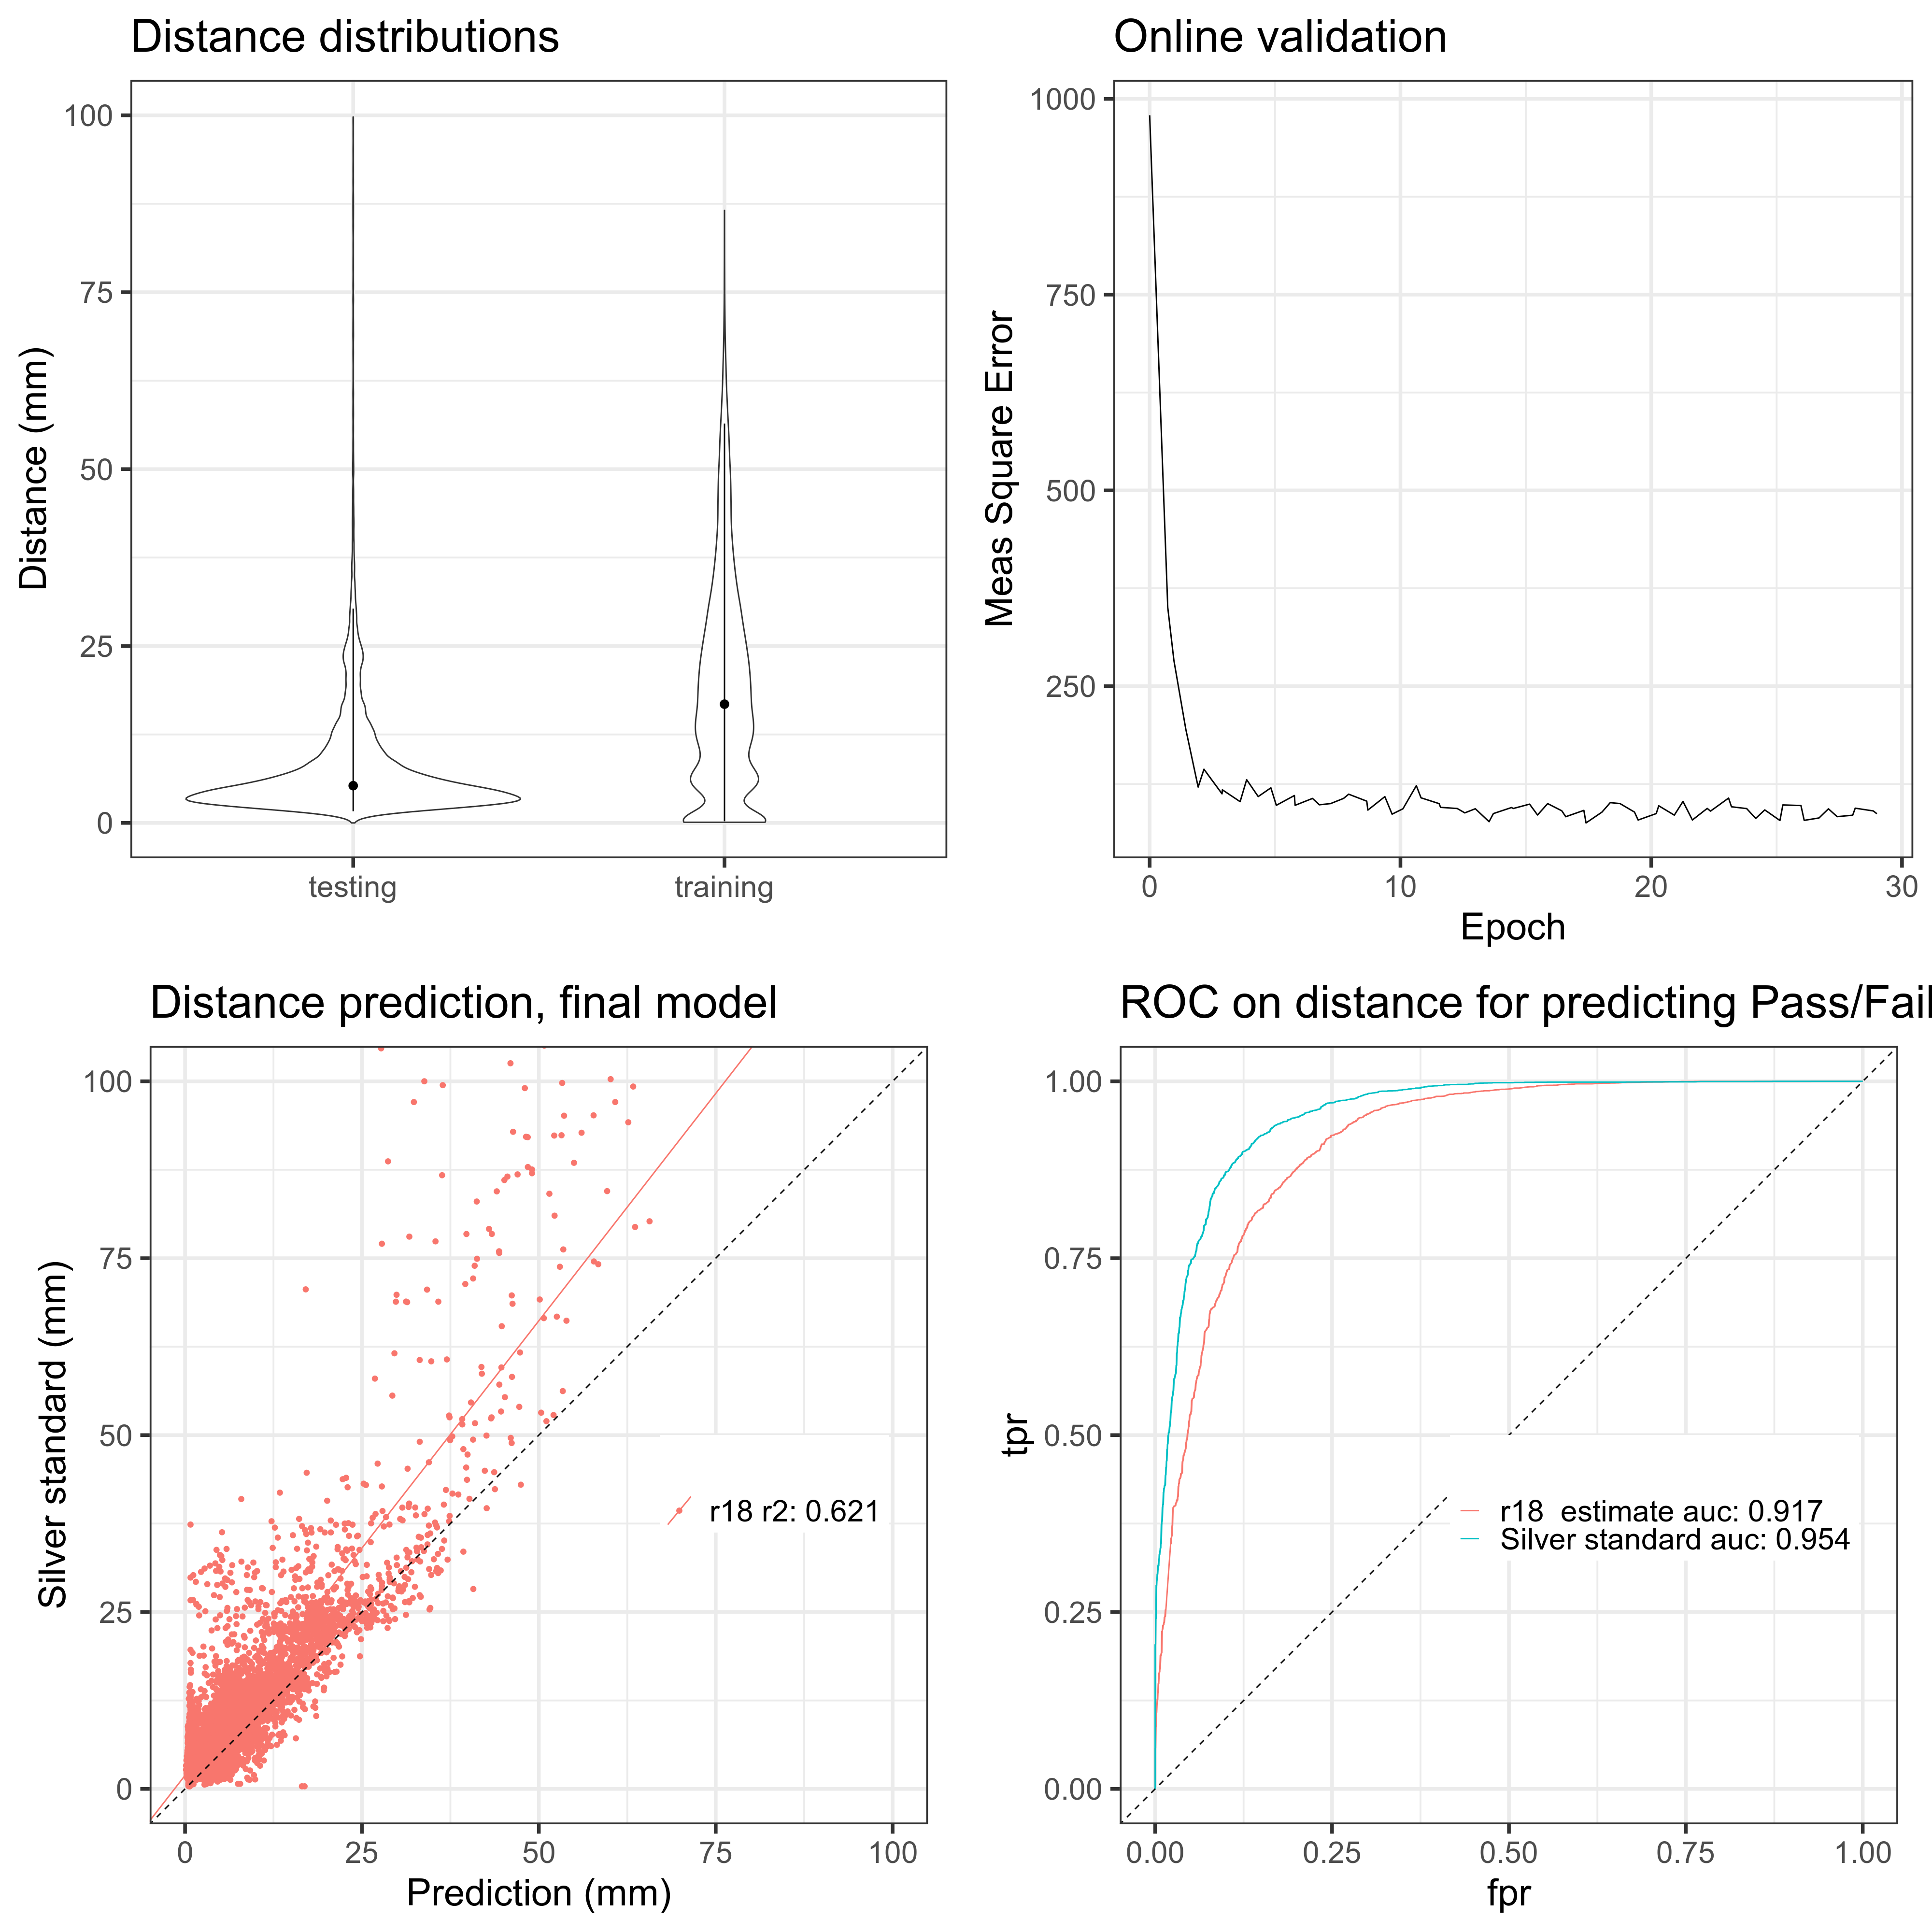 Distance distributions
Distance (mm)
100
75
50
25
0
testing
training
Online validation
Meas Square Error
1000
750
500
250
0
10
20
30
Epoch
Distance prediction, final model
Silver standard (mm)
100
75
50
25
0
r18 r2: 0.621
0
25
50
75
100
Prediction (mm)
ROC on distance for predicting Pass/Fail
tpr
1.00
0.75
0.50
0.25
0.00
r18  estimate auc: 0.917
Silver standard auc: 0.954
0.00
0.25
0.50
0.75
1.00
fpr